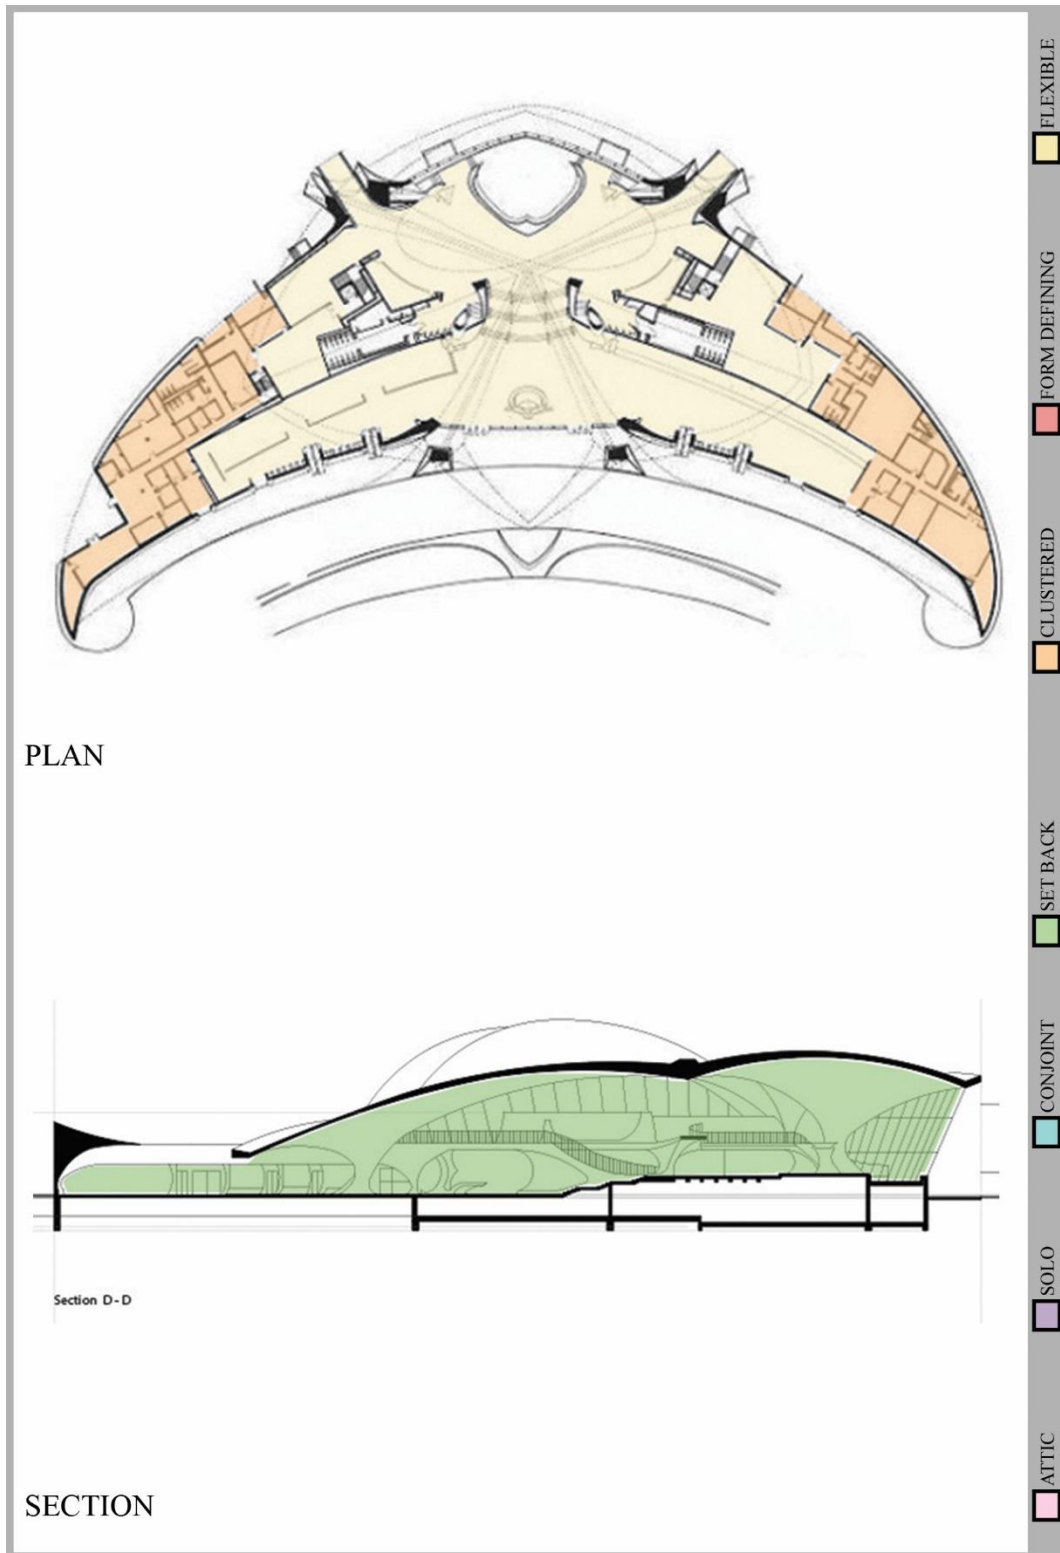 PLAN
Section D-D
SECTION
FLEXIBLE
FORM DEFINING
CLUSTERED
SET BACK
CONJOINT
SOLO
ATTIC